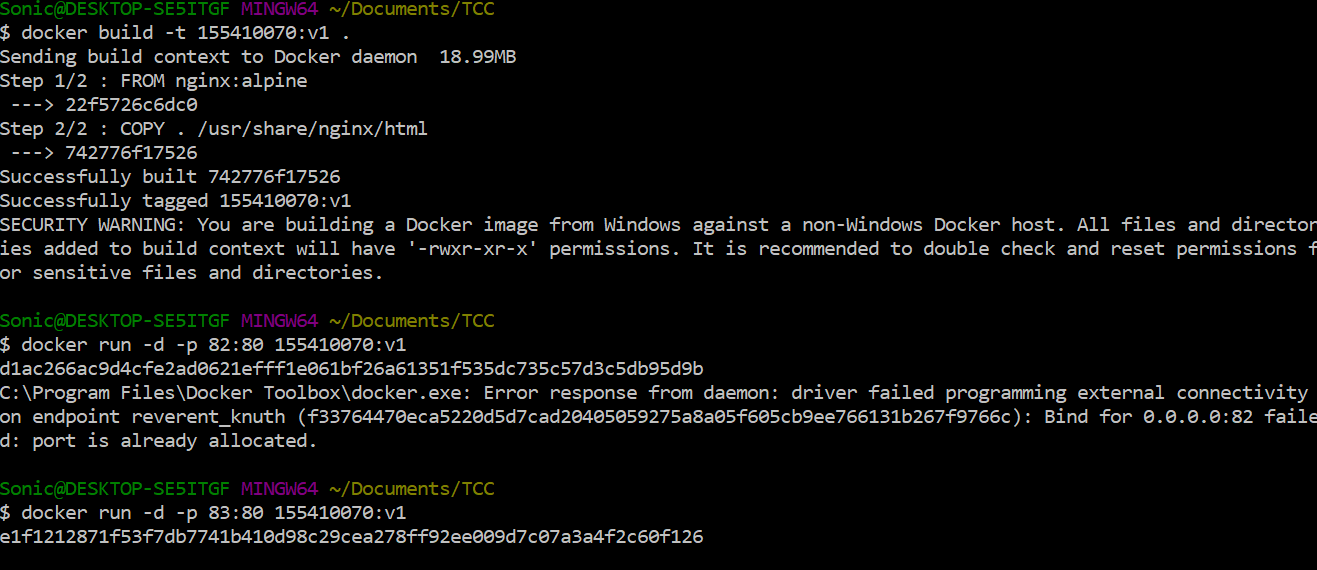 Sonic@DESKTOP-SE5ITGF MINGW64 ~/Documents/TCC
$ docker build -t 155410070:v1 .
Sending build context to Docker daemon  18.99MB
Step 1/2 : FROM nginx:alpine
 ---> 22f5726c6dc0
Step 2/2 : COPY . /usr/share/nginx/html
 ---> 742776f17526
Successfully built 742776f17526
Successfully tagged 155410070:v1
SECURITY WARNING: You are building a Docker image from Windows against a non-Windows Docker host. All files and director
ies added to build context will have '-rwxr-xr-x' permissions. It is recommended to double check and reset permissions f
or sensitive files and directories.
Sonic@DESKTOP-SE5ITGF MINGW64 ~/Documents/TCC
$ docker run -d -p 82:80 155410070:v1
d1ac266ac9d4cfe2ad0621efff1e061bf26a61351f535dc735c57d3c5db95d9b
C:\Program Files\Docker Toolbox\docker.exe: Error response from daemon: driver failed programming external connectivity
on endpoint reverent_knuth (f33764470eca5220d5d7cad20405059275a8a05f605cb9ee766131b267f9766c): Bind for 0.0.0.0:82 faile
d: port is already allocated.
Sonic@DESKTOP-SE5ITGF MINGW64 ~/Documents/TCC
$ docker run -d -p 83:80 155410070:v1
e1f1212871f53f7db7741b410d98c29cea278ff92ee009d7c07a3a4f2c60f126